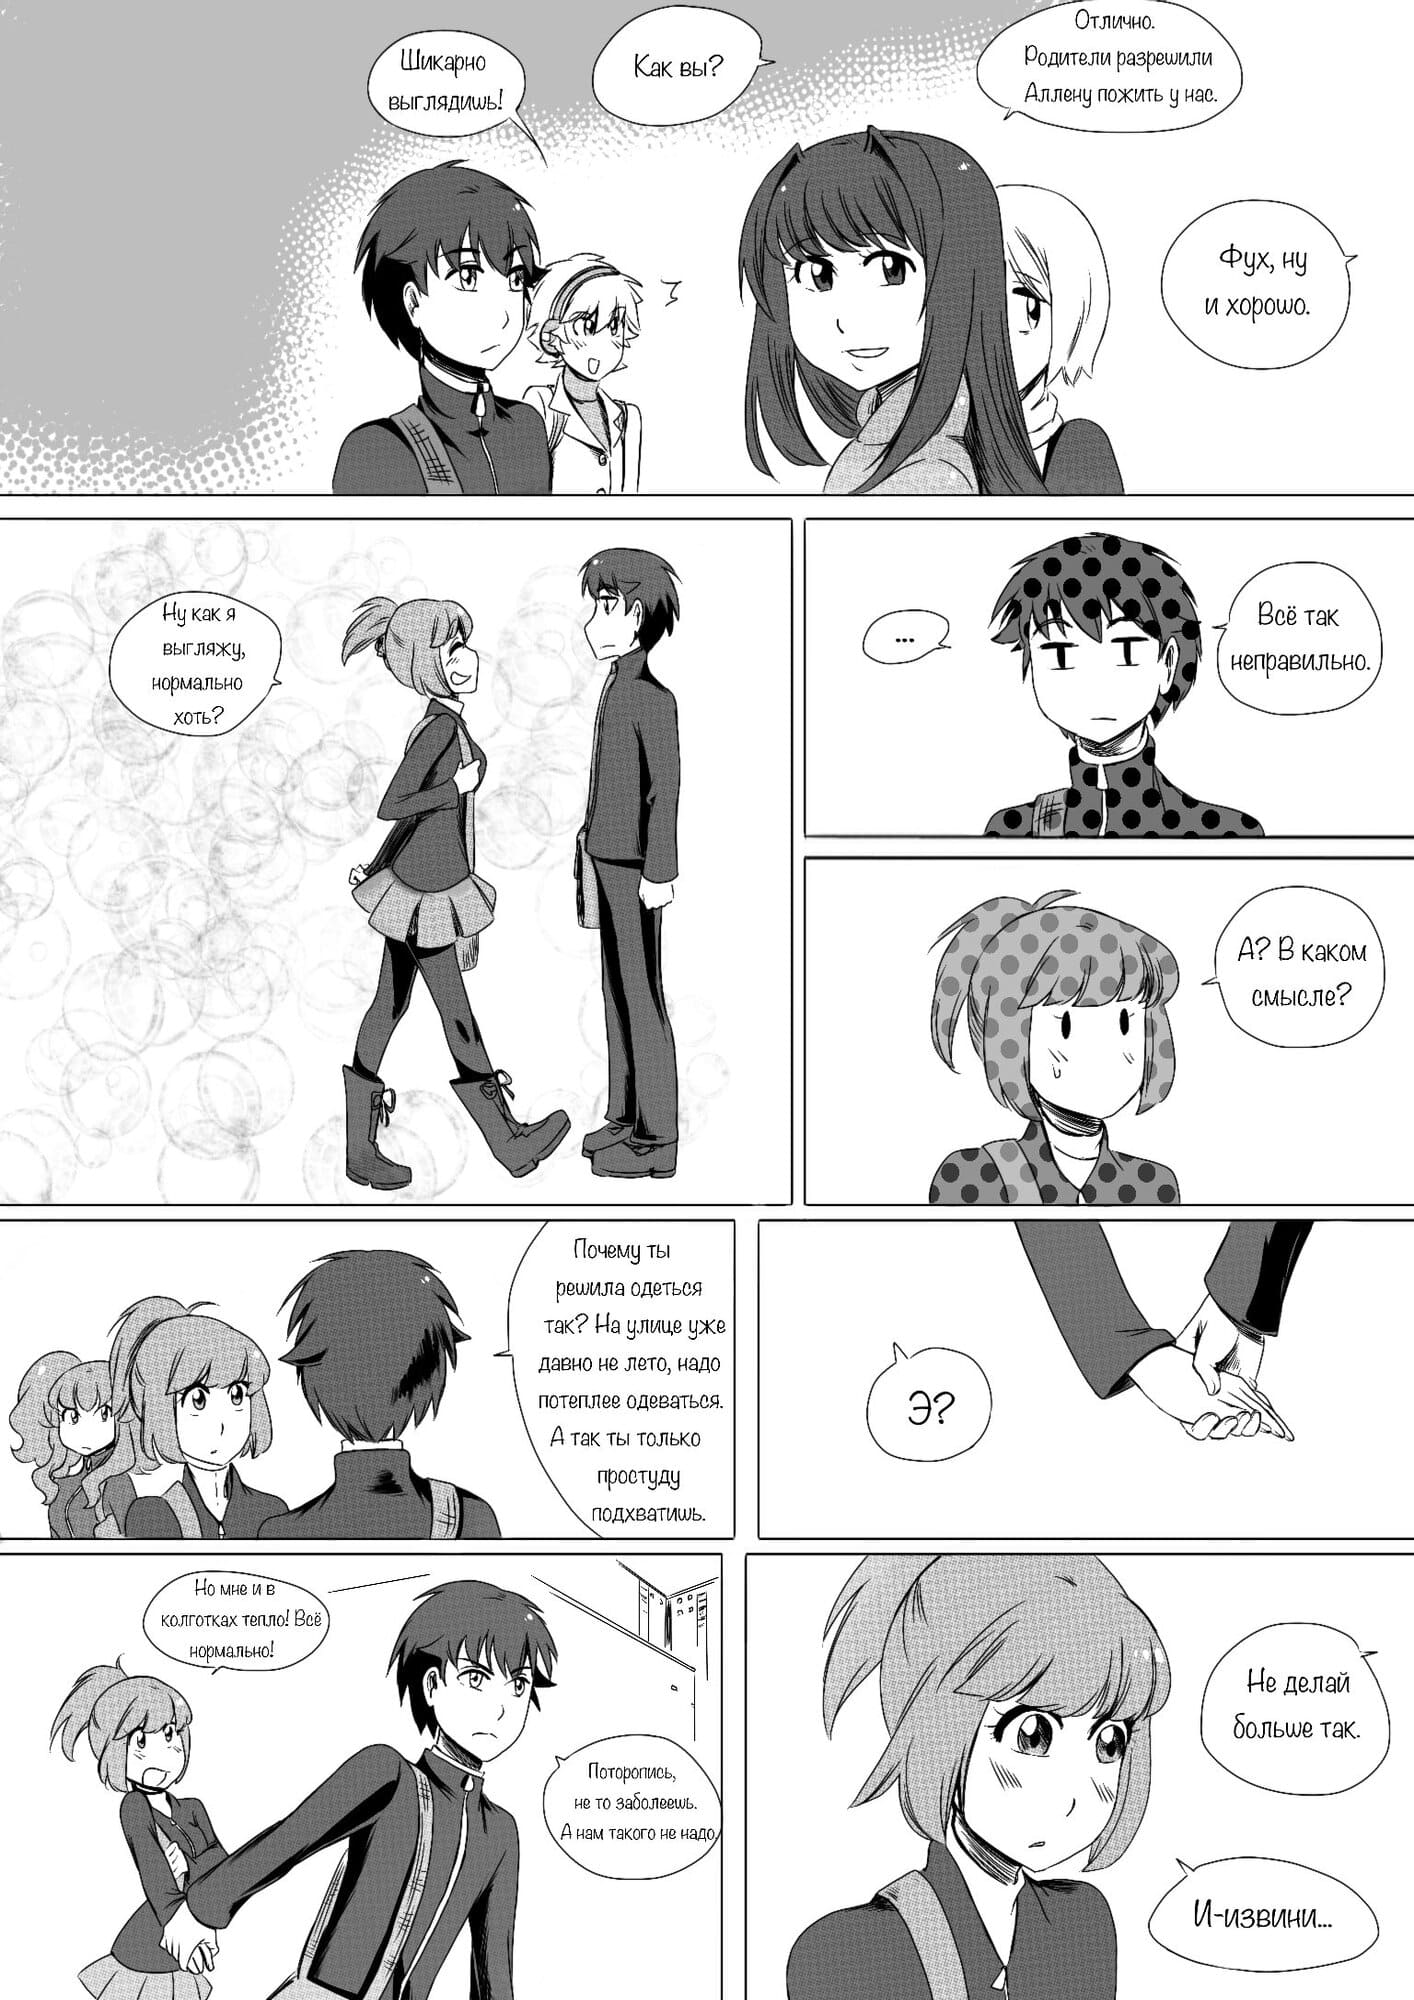 Шикарно
выглядишь!
Как вы?
Отлично.
Родители разрешили
Аллену пожить у нас.
Фух, ну
и хорошо.
Ну как я
выгляжу,
нормально
хоть?
...
Всё так
неправильно.
А? В каком
смысле?
Почему ты
решила одеться
так? На улице уже
давно не лето, надо
потеплее одеваться.
А так ты только
простуду
подхватишь.
Э?
Но мне и в
колготках тепло! Всё
нормально!
Поторопись,
не то заболеешь.
А нам такого не надо.
Не делай
больше так.
И-извини...